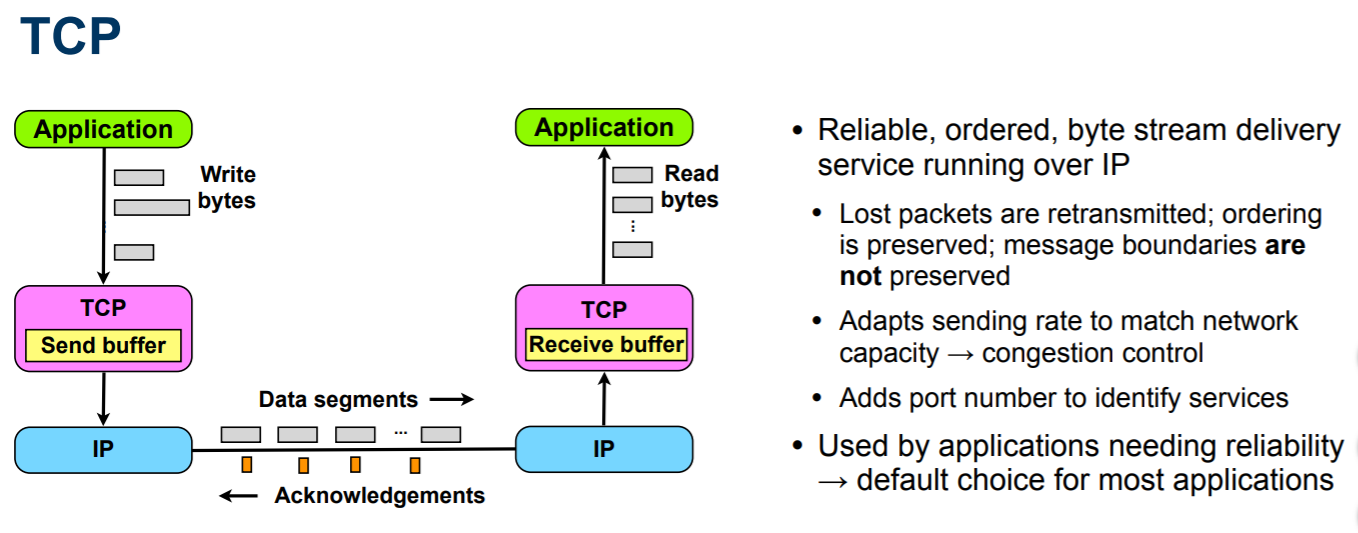 TCP
Application
Write
bytes
TCP
Send buffer
IP
Data segments →
...
← Acknowledgements
Application
Read
bytes
...
TCP
Receive buffer
IP
• Reliable, ordered, byte stream delivery
service running over IP
• Lost packets are retransmitted; ordering
is preserved; message boundaries are
not preserved
• Adapts sending rate to match network
capacity → congestion control
• Adds port number to identify services
• Used by applications needing reliability
→ default choice for most applications